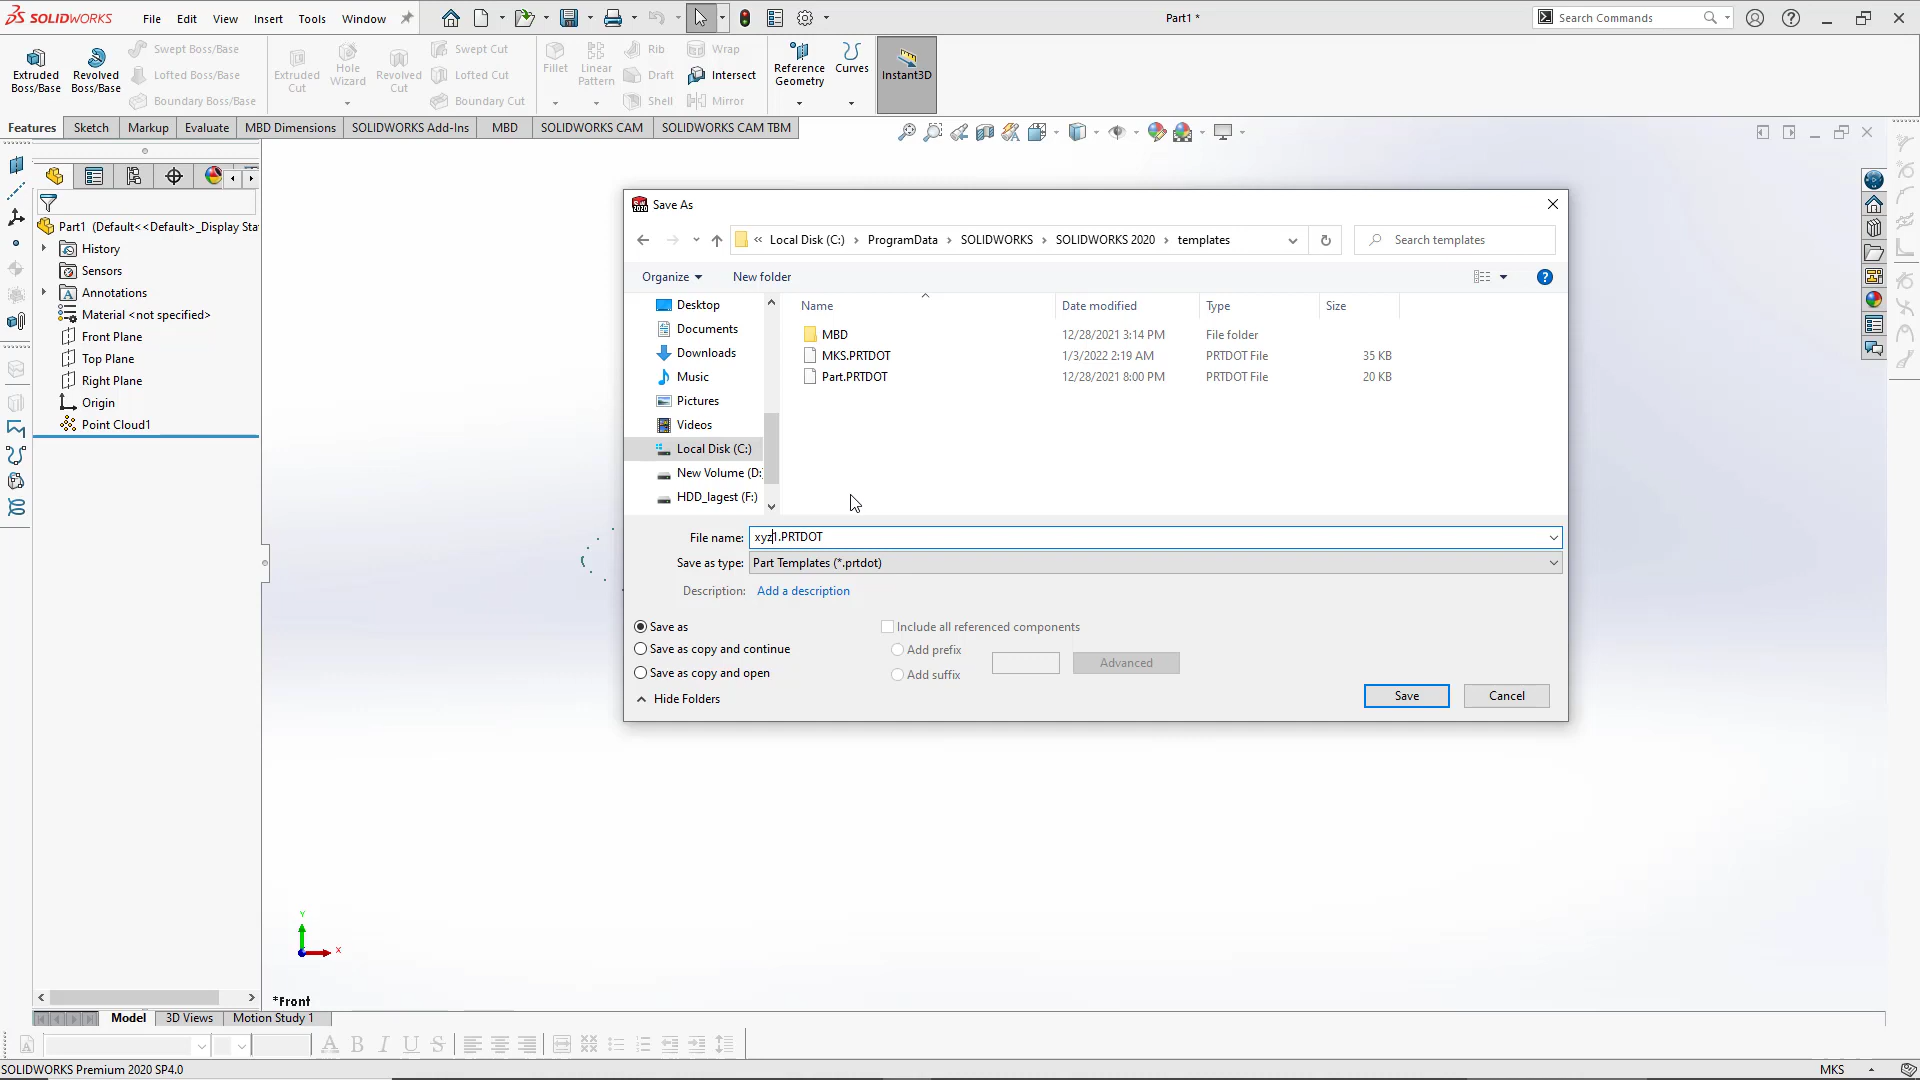 SOLIDWORKS File Edit View Insert Tools Window Part1 * Search Commands
Extruded Boss/Base
Revolved Boss/Base
Swept Boss/Base
Lofted Boss/Base
Boundary Boss/Base
Extruded Cut
Hole Wizard
Revolved Cut
Swept Cut
Lofted Cut
Boundary Cut
Fillet
Linear Pattern
Rib
Draft
Shell
Wrap
Intersect
Mirror
Reference Geometry
Curves
Instant3D
Features Sketch Markup Evaluate MBD Dimensions SOLIDWORKS Add-Ins MBD SOLIDWORKS CAM SOLIDWORKS CAM TBM
Part1 (Default<<Default>_Display Sta
History
Sensors
Annotations
Material <not specified>
Front Plane
Top Plane
Right Plane
Origin
Point Cloud1
Save As
« Local Disk (C:) › ProgramData › SOLIDWORKS › SOLIDWORKS 2020 › templates Search templates
Organize New folder
Desktop
Documents
Downloads
Music
Pictures
Videos
Local Disk (C:)
New Volume (D:
HDD_lagest (F:)
Name Date modified Type Size
MBD 12/28/2021 3:14 PM File folder
MKS.PRTDOT 1/3/2022 2:19 AM PRTDOT File 35 KB
Part.PRTDOT 12/28/2021 8:00 PM PRTDOT File 20 KB
File name: xyz1.PRTDOT
Save as type: Part Templates (*.prtdot)
Description: Add a description
Save as
Save as copy and continue
Save as copy and open
Include all referenced components
Add prefix
Add suffix
Advanced
Hide Folders
Save Cancel
Y
X
*Front
Model 3D Views Motion Study 1
A B I U S
SOLIDWORKS Premium 2020 SP4.0 MKS